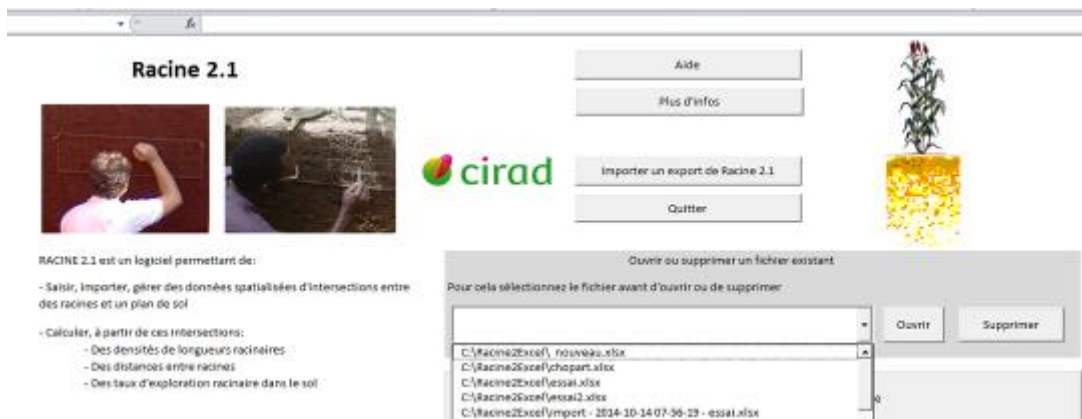 fx
Racine 2.1
Aide
Plus d'infos
cirad
Importer un export de Racine 2.1
Quitter
RACINE 2.1 est un logiciel permettant de:
- Saisir, importer, gérer des données spatialisées d'intersections entre
des racines et un plan de sol
- Calculer, à partir de ces intersections:
- Des densités de longueurs racinaires
- Des distances entre racines
- Des taux d'exploration racinaire dans le sol
Ouvrir ou supprimer un fichier existant
Pour cela sélectionnez le fichier avant d'ouvrir ou de supprimer
Ouvrir
Supprimer
C:\Racine2Excel\_nouveau.xlsx
C:\Racine2Excel\chopart.xlsx
C:\Racine2Excel\essai.xlsx
C:\Racine2Excel\essai2.xlsx
C:\Racine2Excel\import - 2014-10-14 07-36-19 - essai.xlsx
e